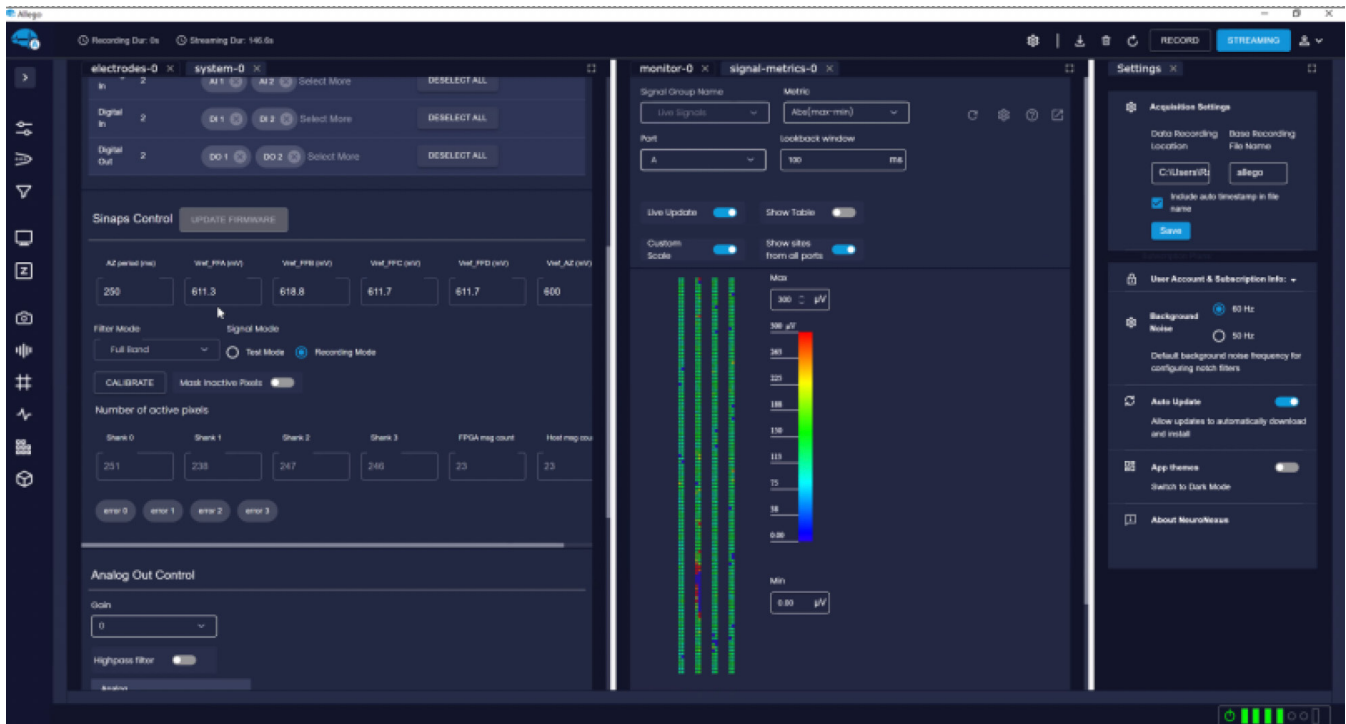 Allego
Recording Dur: 0s Streaming Dur: 146.6s
RECORD STREAMING
electrodes-0 × system-0 ×
In 2 AI 1 AI 2 Select More DESELECT ALL
Digital In 2 DI 1 DI 2 Select More DESELECT ALL
Digital Out 2 DO 1 DO 2 Select More DESELECT ALL
Sinaps Control UPDATE FIRMWARE
AZ period (ms) Vref_FFA (mV) Vref_FFB (mV) Vref_FFC (mV) Vref_FFD (mV) Vref_AZ (mV)
250 611.3 618.8 611.7 611.7 600
Filter Mode Signal Mode
Full Band Test Mode Recording Mode
CALIBRATE Mask Inactive Pixels
Number of active pixels
Shank 0 Shank 1 Shank 2 Shank 3 FPGA msg count Host msg cou
251 238 247 246 23 23
error 0 error 1 error 2 error 3
Analog Out Control
Gain
0
Highpass filter
Analog
monitor-0 × signal-metrics-0 ×
Signal Group Name Metric
Live Signals Abs(max-min)
Port Lookback window
A 100 ms
Live Update Show Table
Custom Scale Show sites from all ports
Max
300 µV
300 µV
263
225
188
150
113
75
38
0.00
Min
0.00 µV
Settings ×
Acquisition Settings
Data Recording Location Base Recording File Name
C:\Users\Ra allego
Include auto timestamp in file name
Save
User Account & Subscription Info:
Background Noise 60 Hz
50 Hz
Default background noise frequency for
configuring notch filters
Auto Update
Allow updates to automatically download
and install
App themes
Switch to Dark Mode
About NeuroNexus